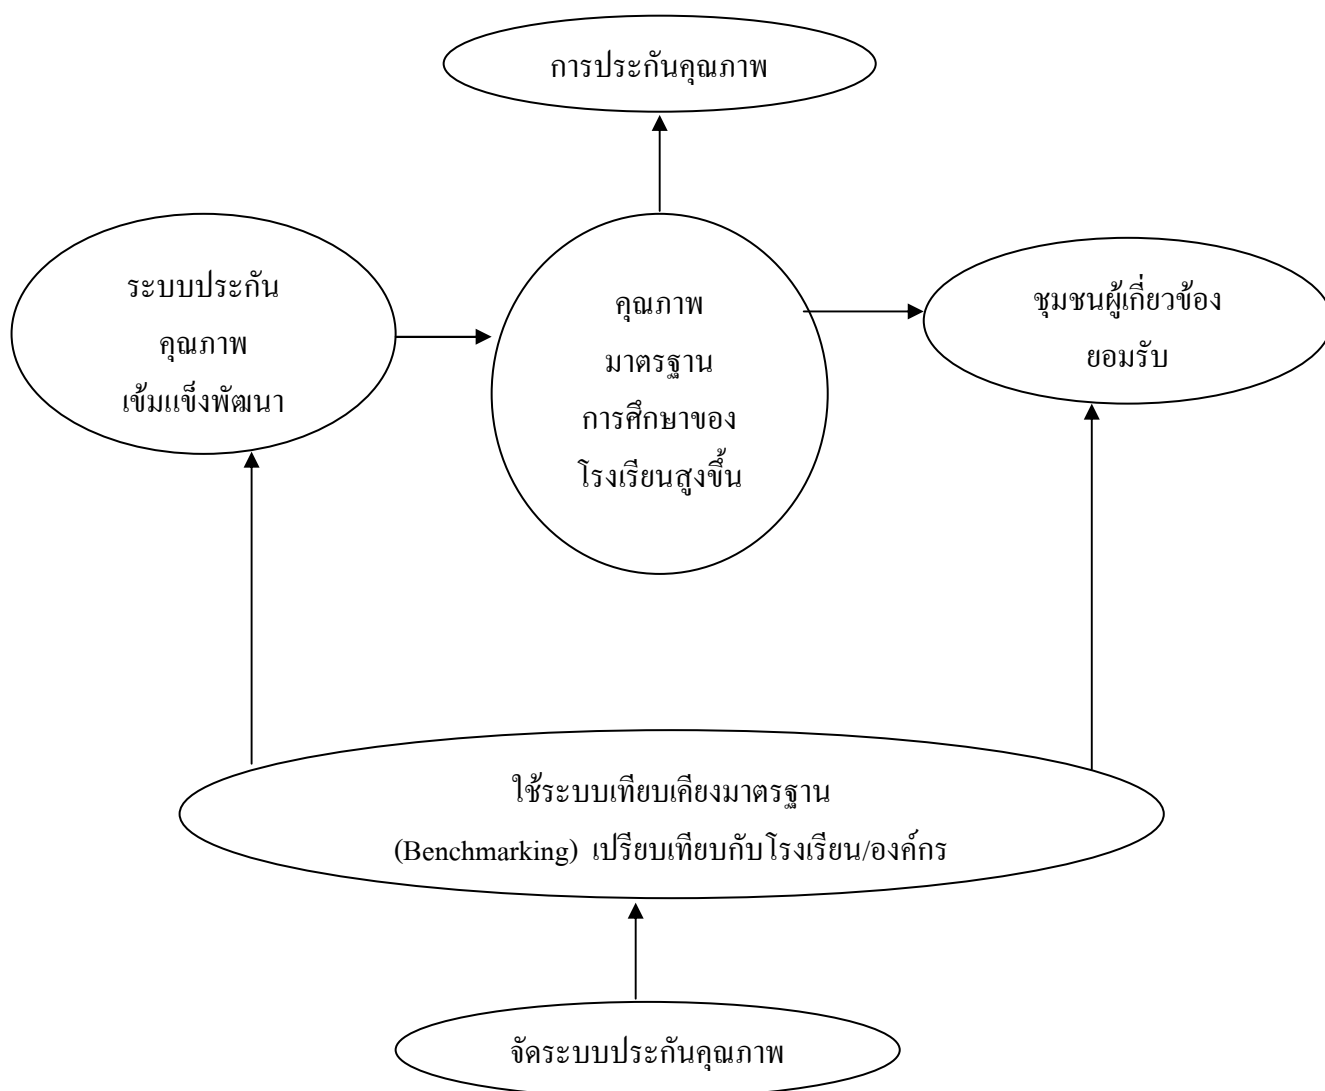 การประกันคุณภาพ
ระบบประกัน
คุณภาพ
เข้มแข็งพัฒนา
คุณภาพ
มาตรฐาน
การศึกษาของ
โรงเรียนสูงขึ้น
ชุมชนผู้เกี่ยวข้อง
ยอมรับ
ใช้ระบบเทียบเคียงมาตรฐาน
(Benchmarking) เปรียบเทียบกับโรงเรียน/องค์กร
จัดระบบประกันคุณภาพ